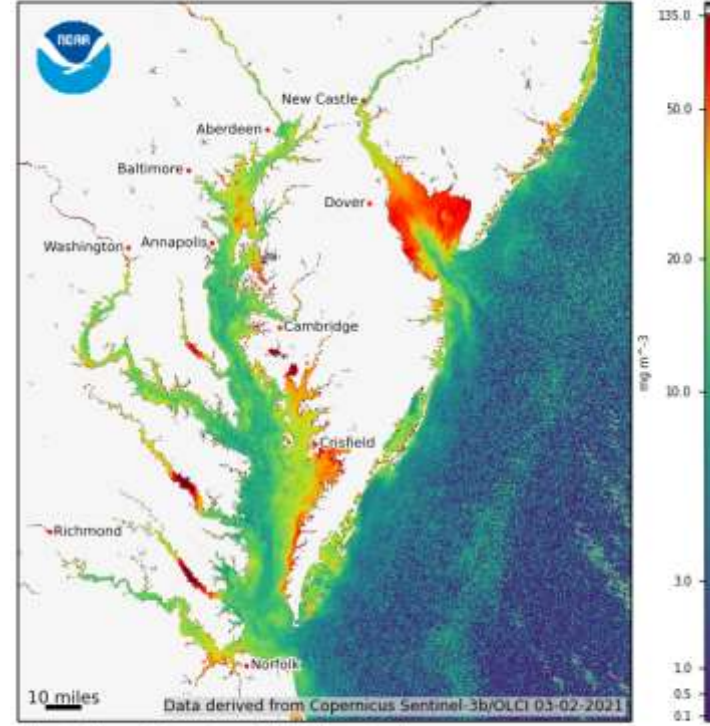 NOAA
New Castle
Aberdeen
Baltimore
Dover
Washington
Annapolis
Cambridge
Crisfield
Richmond
Norfolk
10 miles
Data derived from Copernicus Sentinel-3b/OLCI 03-02-2021
135.0
50.0
20.0
10.0
3.0
1.0
0.5
0.1
mg m^-3